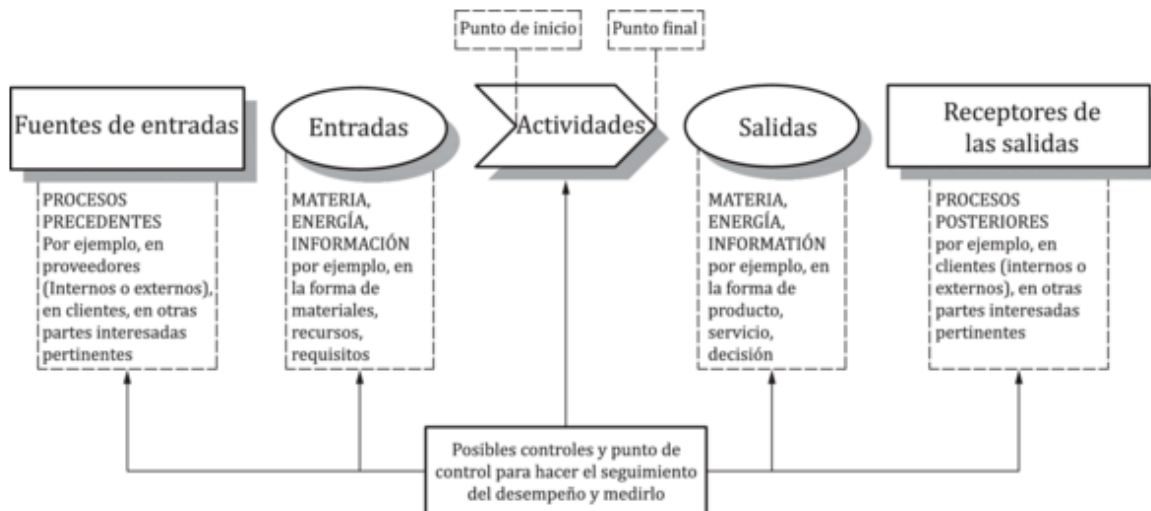 Punto de inicio
Punto final
Fuentes de entradas
Entradas
Actividades
Salidas
Receptores de
las salidas
PROCESOS
PRECEDENTES
Por ejemplo, en
proveedores
(Internos o externos),
en clientes, en otras
partes interesadas
pertinentes
MATERIA,
ENERGÍA,
INFORMACIÓN
por ejemplo, en
la forma de
materiales,
recursos,
requisitos
MATERIA,
ENERGÍA,
INFORMATIÓN
por ejemplo, en
la forma de
producto,
servicio,
decisión
PROCESOS
POSTERIORES
por ejemplo, en
clientes (internos o
externos), en otras
partes interesadas
pertinentes
Posibles controles y punto de
control para hacer el seguimiento
del desempeño y medirlo